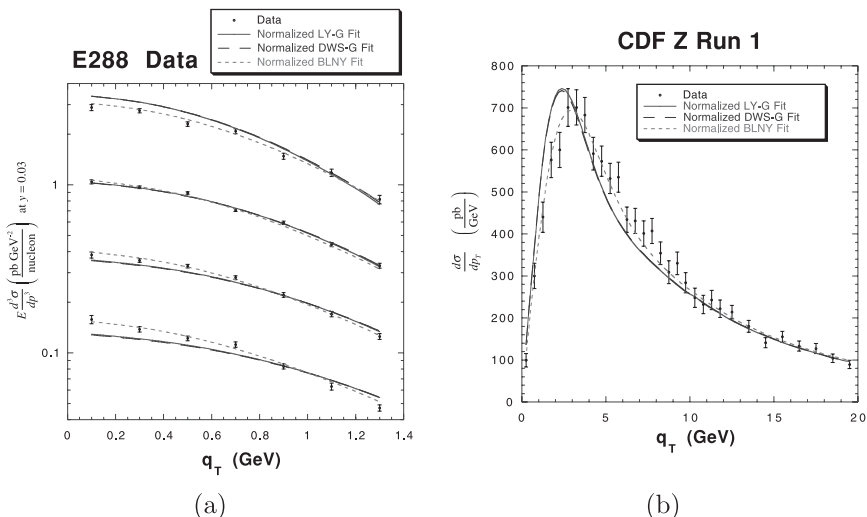 Data
Normalized LY-G Fit
Normalized DWS-G Fit
Normalized BLNY Fit
E288 Data
E d³σ/dp³ (pb GeV⁻²/nucleon) at y = 0.03
1
0.1
0 0.2 0.4 0.6 0.8 1 1.2 1.4
q_T (GeV)
(a)
CDF Z Run 1
Data
Normalized LY-G Fit
Normalized DWS-G Fit
Normalized BLNY Fit
dσ/dp_T (pb/GeV)
800
700
600
500
400
300
200
100
0
0 5 10 15 20
q_T (GeV)
(b)